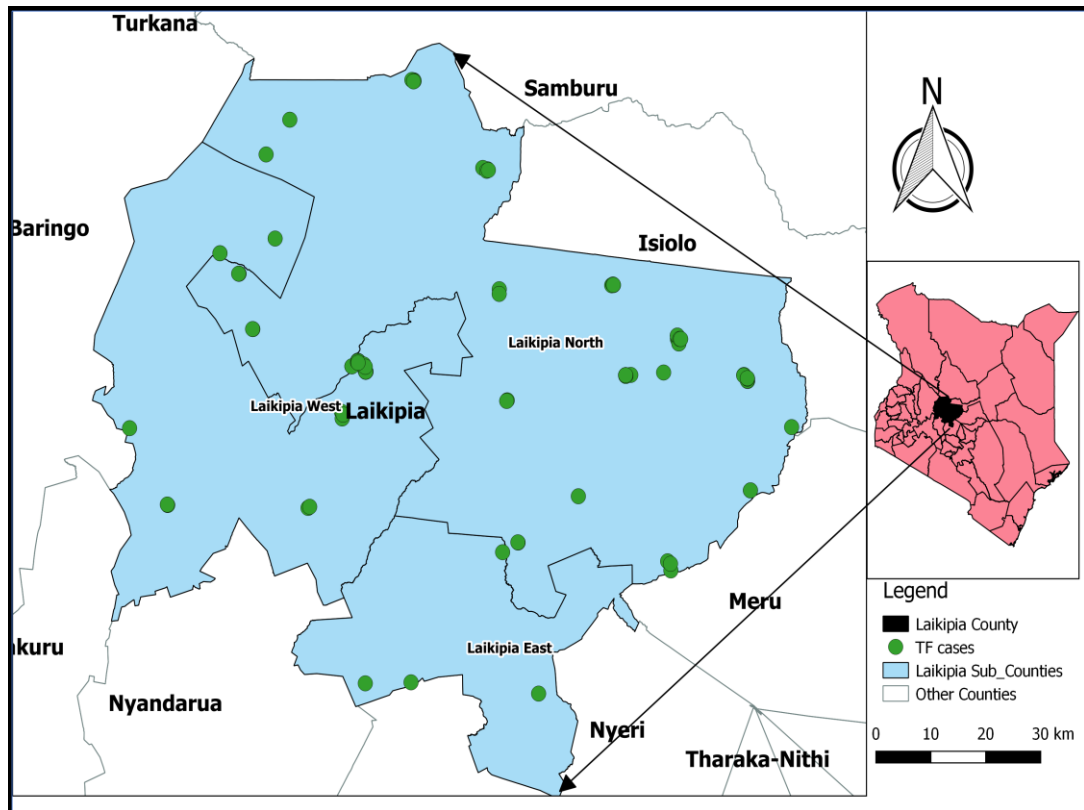 Turkana
Samburu
N
Baringo
Isiolo
Laikipia North
Laikipia West
Laikipia
Legend
Laikipia County
TF cases
Laikipia Sub_Counties
Other Counties
Meru
akuru
Laikipia East
Nyandarua
Nyeri
Tharaka-Nithi
0 10 20 30 km